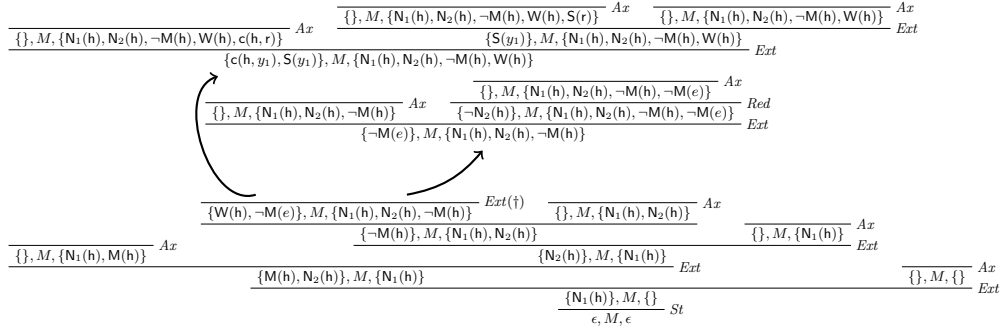 {}, M, {N₁(h), N₂(h), ¬M(h), W(h), S(r)} Ax {}, M, {N₁(h), N₂(h), ¬M(h), W(h)} Ax
{}, M, {N₁(h), N₂(h), ¬M(h), W(h), c(h, r)} Ax {S(y₁)}, M, {N₁(h), N₂(h), ¬M(h), W(h)} Ext
{c(h, y₁), S(y₁)}, M, {N₁(h), N₂(h), ¬M(h), W(h)} Ext
{}, M, {N₁(h), N₂(h), ¬M(h), ¬M(e)} Ax
{}, M, {N₁(h), N₂(h), ¬M(h)} Ax {¬N₂(h)}, M, {N₁(h), N₂(h), ¬M(h), ¬M(e)} Red
{¬M(e)}, M, {N₁(h), N₂(h), ¬M(h)} Ext
{W(h), ¬M(e)}, M, {N₁(h), N₂(h), ¬M(h)} Ext(†) {}, M, {N₁(h), N₂(h)} Ax
{¬M(h)}, M, {N₁(h), N₂(h)} {}, M, {N₁(h)} Ax
{}, M, {N₁(h), M(h)} Ax {N₂(h)}, M, {N₁(h)} Ext
{M(h), N₂(h)}, M, {N₁(h)} Ext {}, M, {} Ax
{N₁(h)}, M, {} Ext
ϵ, M, ϵ St